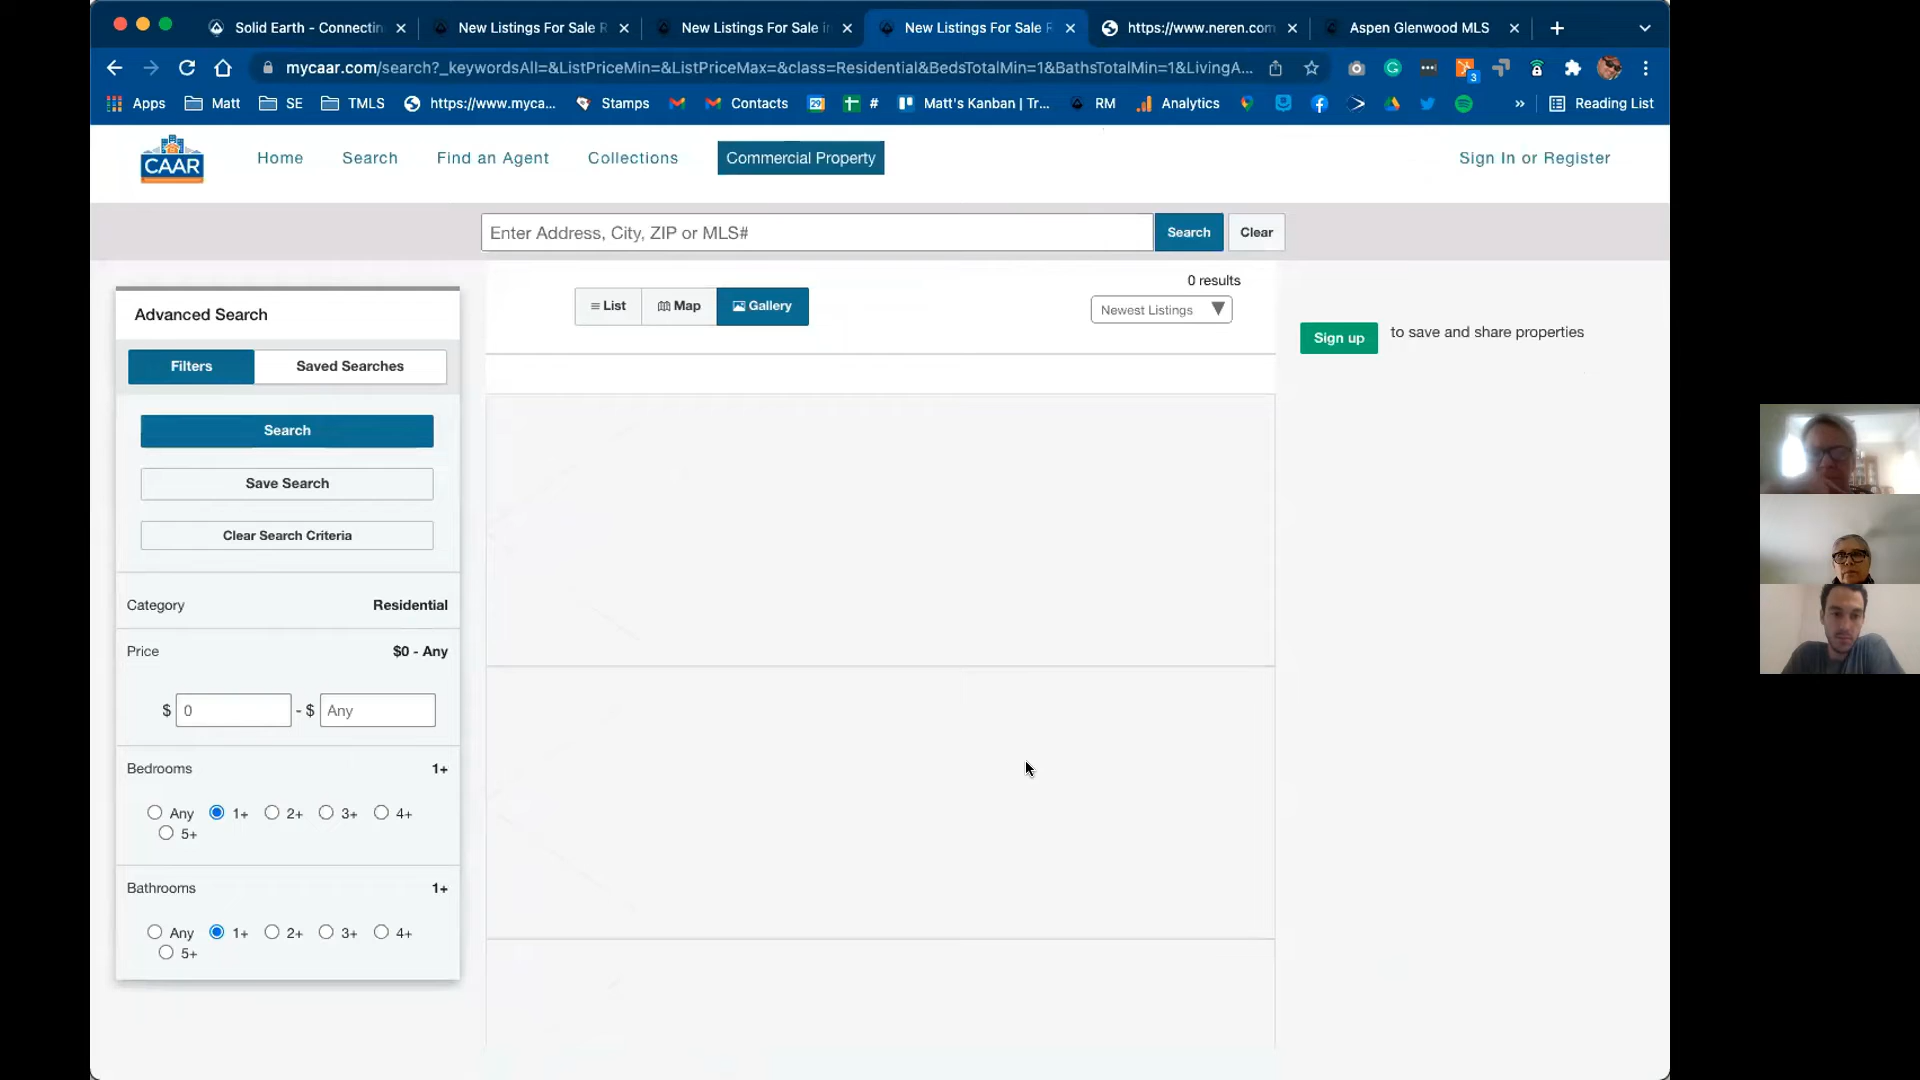 Solid Earth - Connectin
New Listings For Sale R
New Listings For Sale in
New Listings For Sale R
https://www.neren.com
Aspen Glenwood MLS
mycaar.com/search?_keywordsAll=&ListPriceMin=&ListPriceMax=&class=Residential&BedsTotalMin=1&BathsTotalMin=1&LivingA...
3
Apps
Matt
SE
TMLS
https://www.myca...
Stamps
Contacts
#
Matt's Kanban | Tr...
RM
Analytics
»
Reading List
CAAR
Home
Search
Find an Agent
Collections
Commercial Property
Sign In or Register
Enter Address, City, ZIP or MLS#
Search
Clear
0 results
List
Map
Gallery
Newest Listings
Sign up
to save and share properties
Advanced Search
Filters
Saved Searches
Search
Save Search
Clear Search Criteria
Category
Residential
Price
$0 - Any
$ 0 - $ Any
Bedrooms
1+
Any 1+ 2+ 3+ 4+
5+
Bathrooms
1+
Any 1+ 2+ 3+ 4+
5+